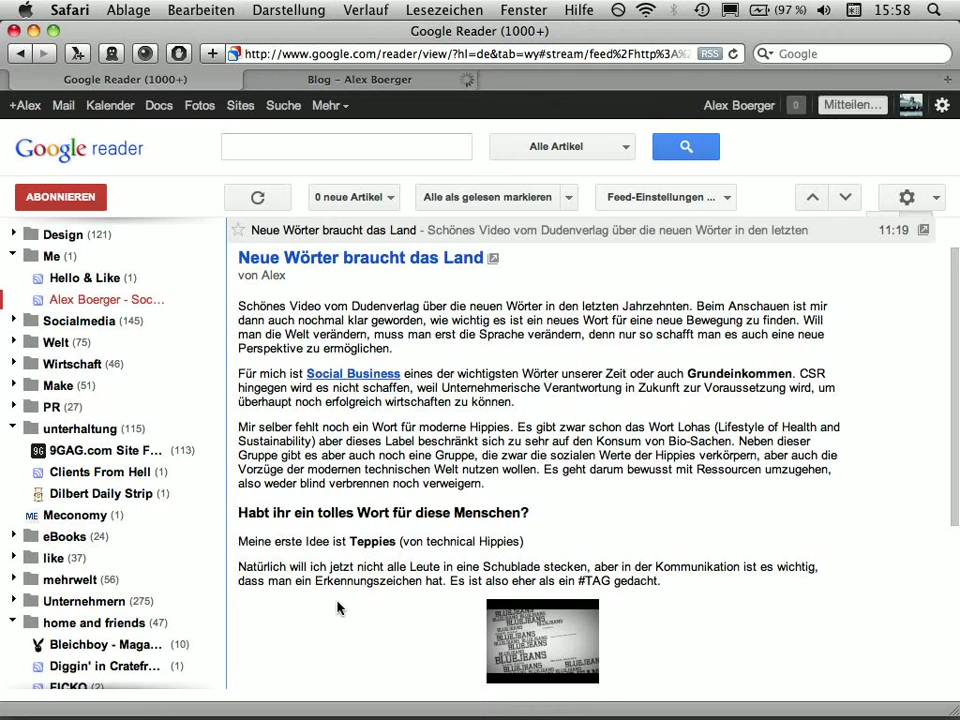 Safari Ablage Bearbeiten Darstellung Verlauf Lesezeichen Fenster Hilfe (97 %) 15:58
Google Reader (1000+)
http://www.google.com/reader/view/?hl=de&tab=wy#stream/feed%2Fhttp%3A% RSS Google
Google Reader (1000+) Blog – Alex Boerger
+Alex Mail Kalender Docs Fotos Sites Suche Mehr Alex Boerger 0 Mitteilen...
Google reader Alle Artikel
ABONNIEREN 0 neue Artikel Alle als gelesen markieren Feed-Einstellungen ...
Neue Wörter braucht das Land - Schönes Video vom Dudenverlag über die neuen Wörter in den letzten 11:19
Design (121)
Me (1)
Hello & Like (1)
Alex Boerger - Soc...
Socialmedia (145)
Welt (75)
Wirtschaft (46)
Make (51)
PR (27)
unterhaltung (115)
9GAG.com Site F... (113)
Clients From Hell (1)
Dilbert Daily Strip (1)
ME Meconomy (1)
eBooks (24)
like (37)
mehrwelt (56)
Unternehmern (275)
home and friends (47)
Bleichboy - Maga... (10)
Diggin' in Cratefr... (1)
FICKO (2)
Neue Wörter braucht das Land
von Alex
Schönes Video vom Dudenverlag über die neuen Wörter in den letzten Jahrzehnten. Beim Anschauen ist mir
dann auch nochmal klar geworden, wie wichtig es ist ein neues Wort für eine neue Bewegung zu finden. Will
man die Welt verändern, muss man erst die Sprache verändern, denn nur so schafft man es auch eine neue
Perspektive zu ermöglichen.
Für mich ist Social Business eines der wichtigsten Wörter unserer Zeit oder auch Grundeinkommen. CSR
hingegen wird es nicht schaffen, weil Unternehmerische Verantwortung in Zukunft zur Voraussetzung wird, um
überhaupt noch erfolgreich wirtschaften zu können.
Mir selber fehlt noch ein Wort für moderne Hippies. Es gibt zwar schon das Wort Lohas (Lifestyle of Health and
Sustainability) aber dieses Label beschränkt sich zu sehr auf den Konsum von Bio-Sachen. Neben dieser
Gruppe gibt es aber auch noch eine Gruppe, die zwar die sozialen Werte der Hippies verkörpern, aber auch die
Vorzüge der modernen technischen Welt nutzen wollen. Es geht darum bewusst mit Ressourcen umzugehen,
also weder blind verbrennen noch verweigern.
Habt ihr ein tolles Wort für diese Menschen?
Meine erste Idee ist Teppies (von technical Hippies)
Natürlich will ich jetzt nicht alle Leute in eine Schublade stecken, aber in der Kommunikation ist es wichtig,
dass man ein Erkennungszeichen hat. Es ist also eher als ein #TAG gedacht.
BLUEJEANS
BLUEJEANS
BLUEJEANS